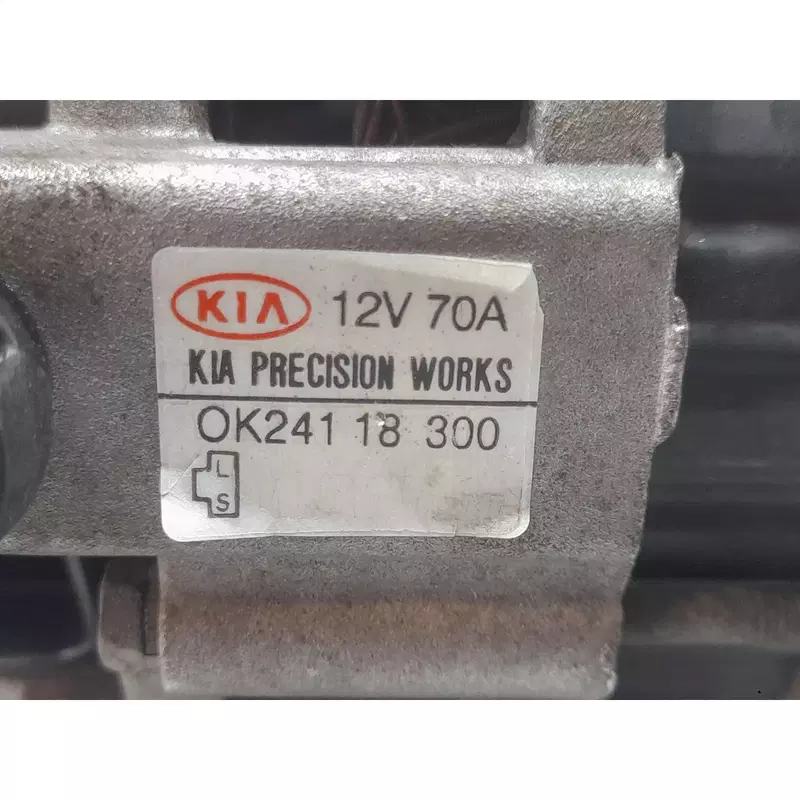 KIA 12V 70A
KIA PRECISION WORKS
OK241 18 300
L
S